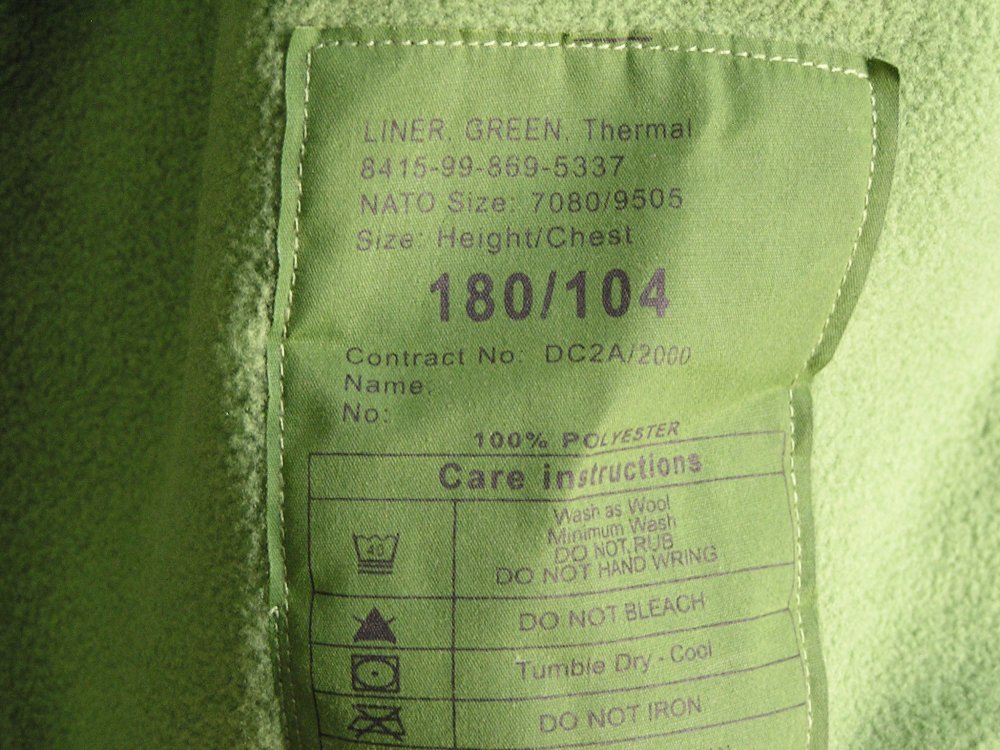 LINER, GREEN, Thermal
8415-99-869-5337
NATO Size: 7080/9505
Size: Height/Chest
180/104
Contract No: DC2A/2000
Name:
No:
100% POLYESTER
Care instructions
40
Wash as Wool
Minimum Wash
DO NOT RUB
DO NOT HAND WRING
DO NOT BLEACH
Tumble Dry - Cool
DO NOT IRON